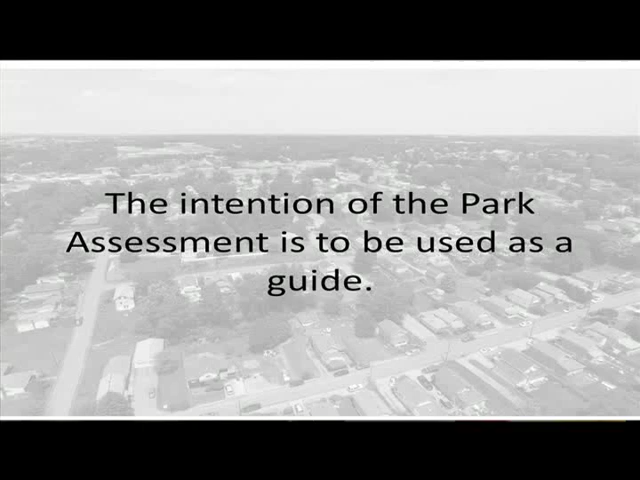 The intention of the Park
Assessment is to be used as a
guide.